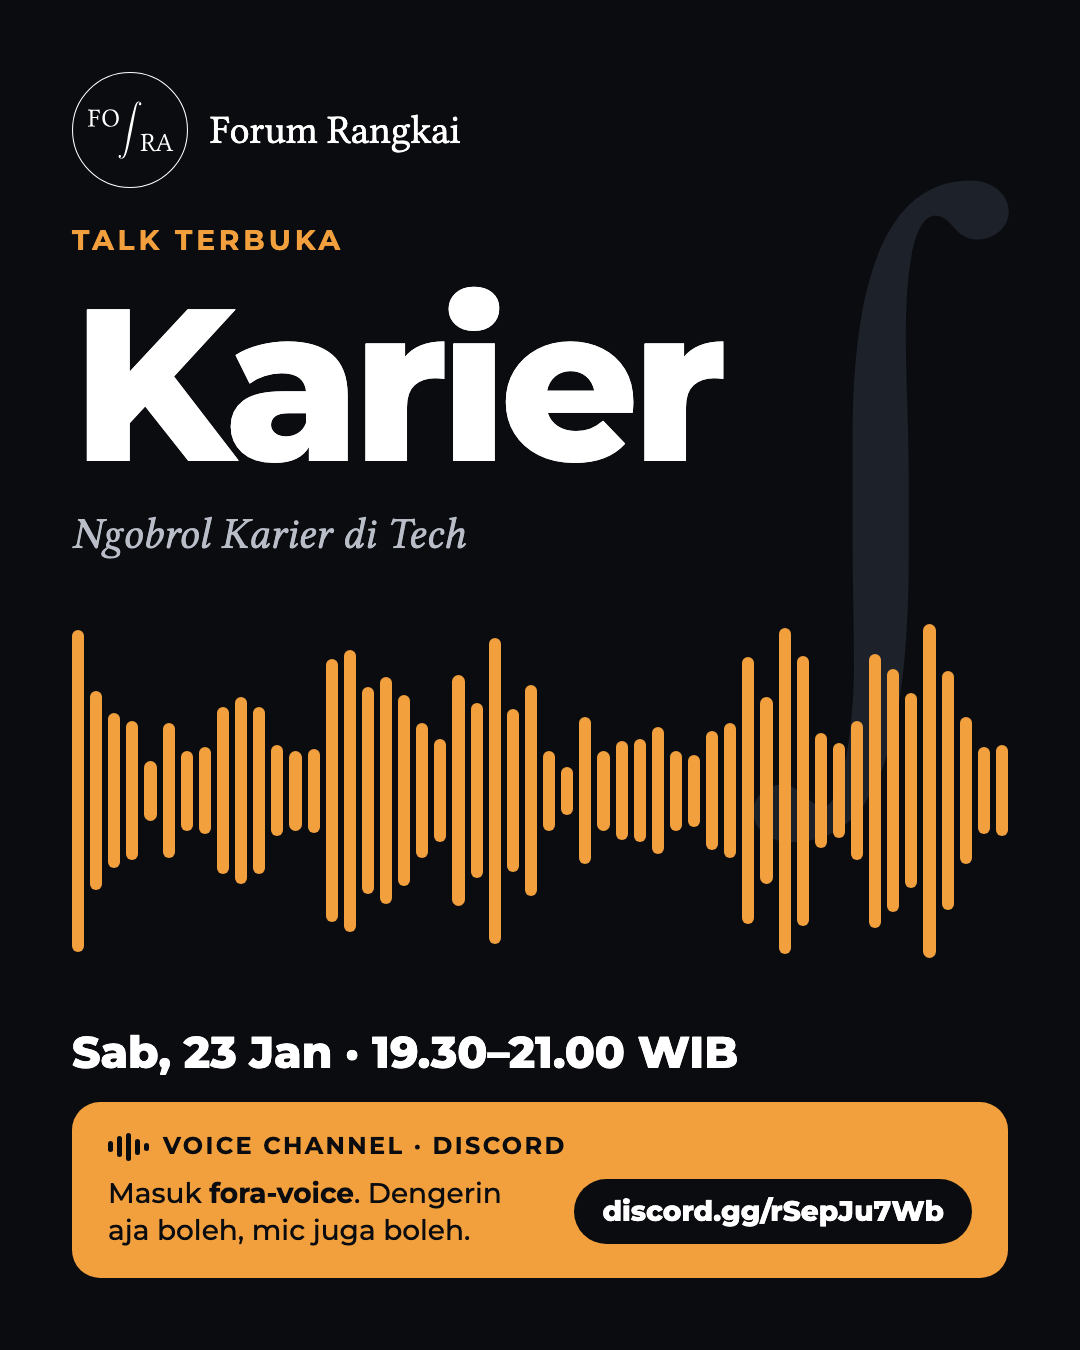 FO
RA
Forum Rangkai
TALK TERBUKA
Karier
Ngobrol Karier di Tech
Sab, 23 Jan · 19.30–21.00 WIB
VOICE CHANNEL · DISCORD
Masuk fora-voice. Dengerin
aja boleh, mic juga boleh.
discord.gg/rSepJu7Wb